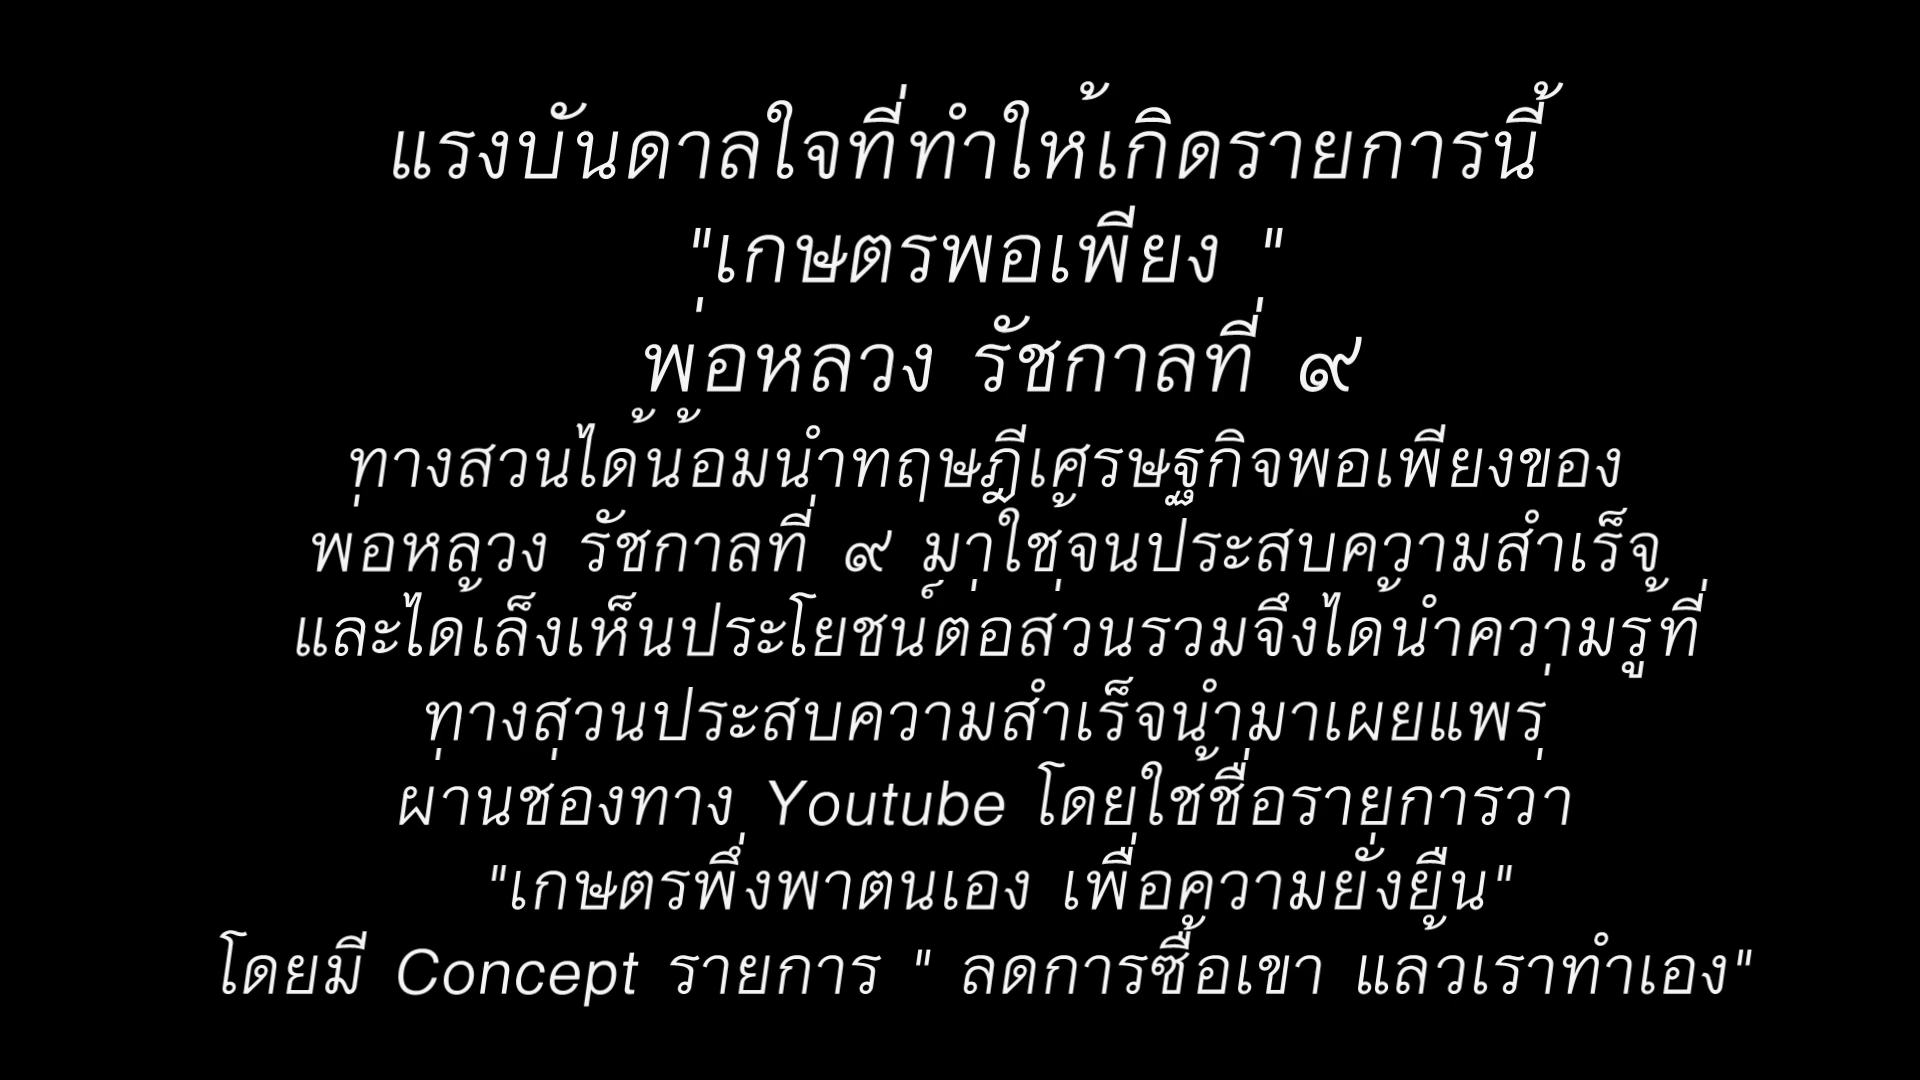 แรงบันดาลใจที่ทำให้เกิดรายการนี้
"เกษตรพอเพียง "
พ่อหลวง รัชกาลที่ ๙
ทางสวนได้น้อมนำทฤษฎีเศรษฐกิจพอเพียงของ
พ่อหลวง รัชกาลที่ ๙ มาใช้จนประสบความสำเร็จ
และได้เล็งเห็นประโยชน์ต่อส่วนรวมจึงได้นำความรู้ที่
ทางสวนประสบความสำเร็จนำมาเผยแพร่
ผ่านช่องทาง Youtube โดยใช้ชื่อรายการว่า
"เกษตรพึ่งพาตนเอง เพื่อความยั่งยืน"
โดยมี Concept รายการ " ลดการซื้อเขา แล้วเราทำเอง"